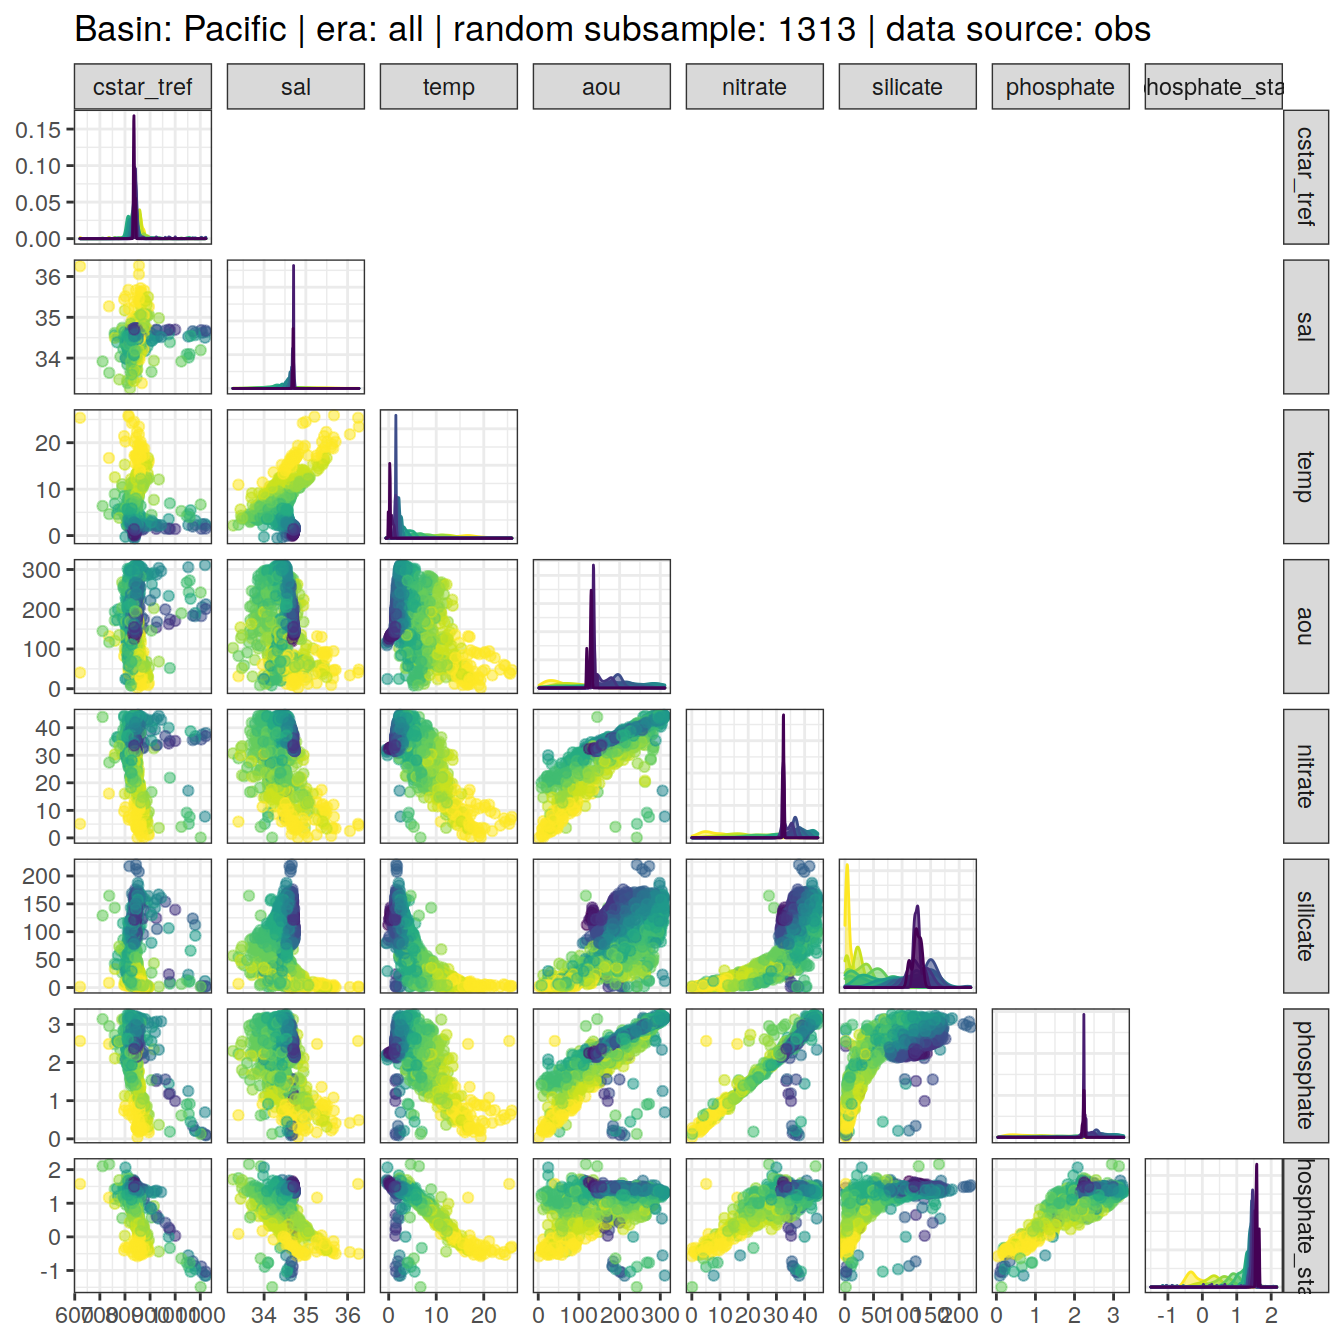 Basin: Pacific | era: all | random subsample: 1313 | data source: obs
cstar_tref sal temp aou nitrate silicate phosphate hosphate_sta
0.15
0.10
0.05
0.00
cstar_tref
36
35
34
sal
20
10
0
temp
300
200
100
0
aou
40
30
20
10
0
nitrate
200
150
100
50
0
silicate
3
2
1
0
phosphate
2
1
0
-1
hosphate_sta
600 700 800 900 1000 1100 34 35 36 0 10 20 0 100 200 300 0 10 20 30 40 0 50 100 150 200 0 1 2 3 -1 0 1 2